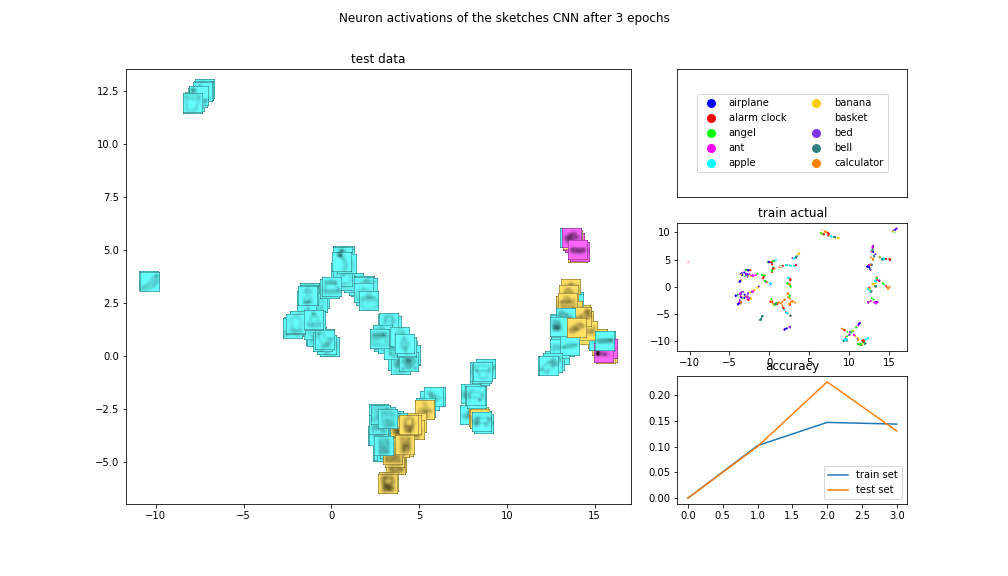 Neuron activations of the sketches CNN after 3 epochs
test data
12.5
10.0
7.5
5.0
2.5
0.0
−2.5
−5.0
−10 −5 0 5 10 15
airplane banana
alarm clock basket
angel bed
ant bell
apple calculator
train actual
10
5
0
−5
−10
−10 −5 0 5 10 15
accuracy
0.20
0.15
0.10
0.05
0.00
train set
test set
0.0 0.5 1.0 1.5 2.0 2.5 3.0